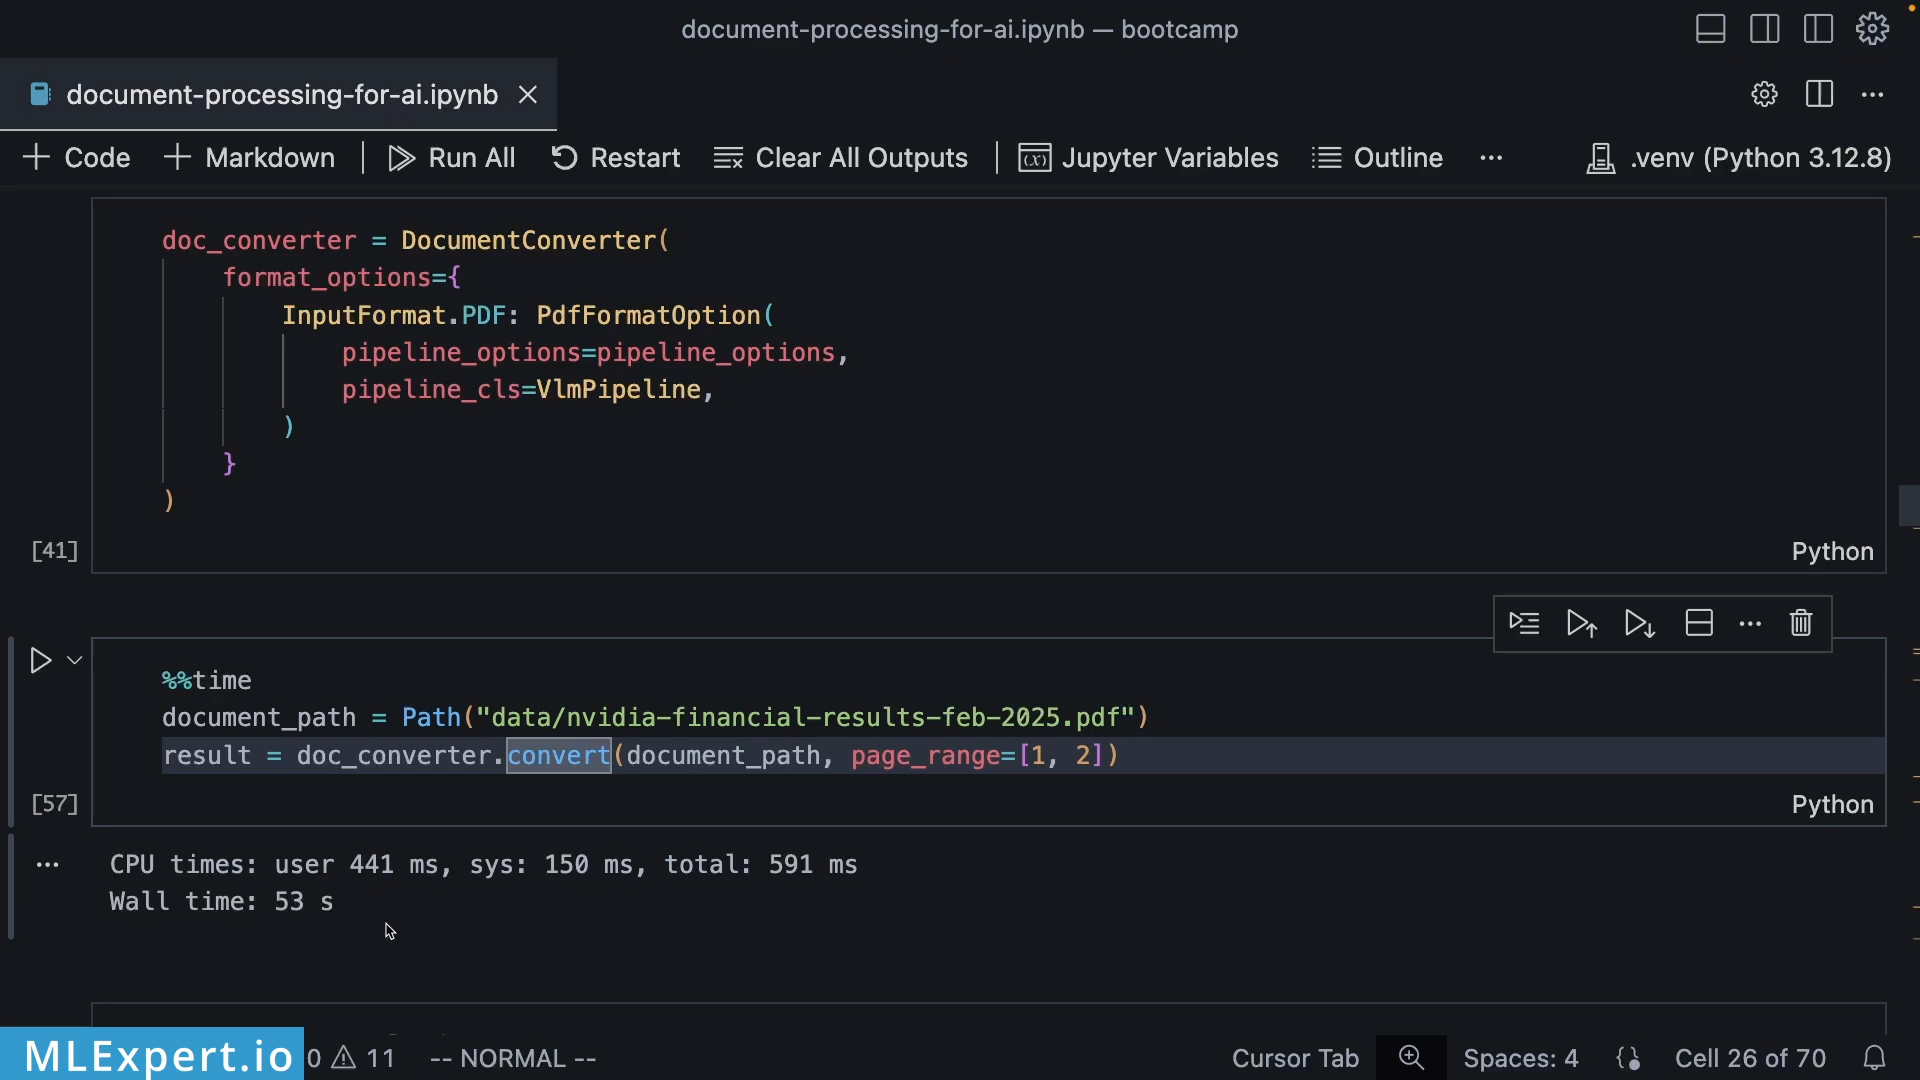 document-processing-for-ai.ipynb — bootcamp
document-processing-for-ai.ipynb
Code Markdown Run All Restart Clear All Outputs Jupyter Variables Outline ... .venv (Python 3.12.8)
doc_converter = DocumentConverter(
format_options={
InputFormat.PDF: PdfFormatOption(
pipeline_options=pipeline_options,
pipeline_cls=VlmPipeline,
)
}
)
[41] Python
%%time
document_path = Path("data/nvidia-financial-results-feb-2025.pdf")
result = doc_converter.convert(document_path, page_range=[1, 2])
[57] Python
CPU times: user 441 ms, sys: 150 ms, total: 591 ms
Wall time: 53 s
MLExpert.io 0 11 -- NORMAL -- Cursor Tab Spaces: 4 Cell 26 of 70